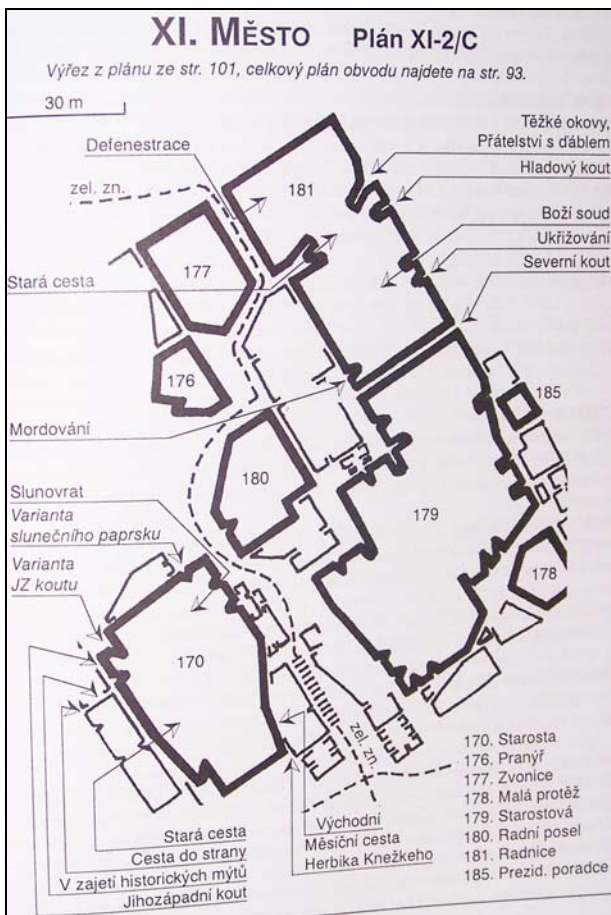 XI. MĚSTO Plán XI-2/C
Výřez z plánu ze str. 101, celkový plán obvodu najdete na str. 93.
30 m
Těžké okovy,
Přátelství s ďáblem
Defenestrace
Hladový kout
zel. zn.
181
Boží soud
Ukřižování
177
Stará cesta
Severní kout
176
185
Mordování
180
Slunovrat
Varianta
slunečního paprsku
179
Varianta
JZ koutu
178
170
zel. zn.
170. Starosta
176. Pranýř
177. Zvonice
178. Malá protěž
179. Starostová
180. Radní posel
181. Radnice
185. Prezid. poradce
Východní
Měsíční cesta
Herbika Knežkeho
Stará cesta
Cesta do strany
V zajetí historických mýtů
Jihozápadní kout